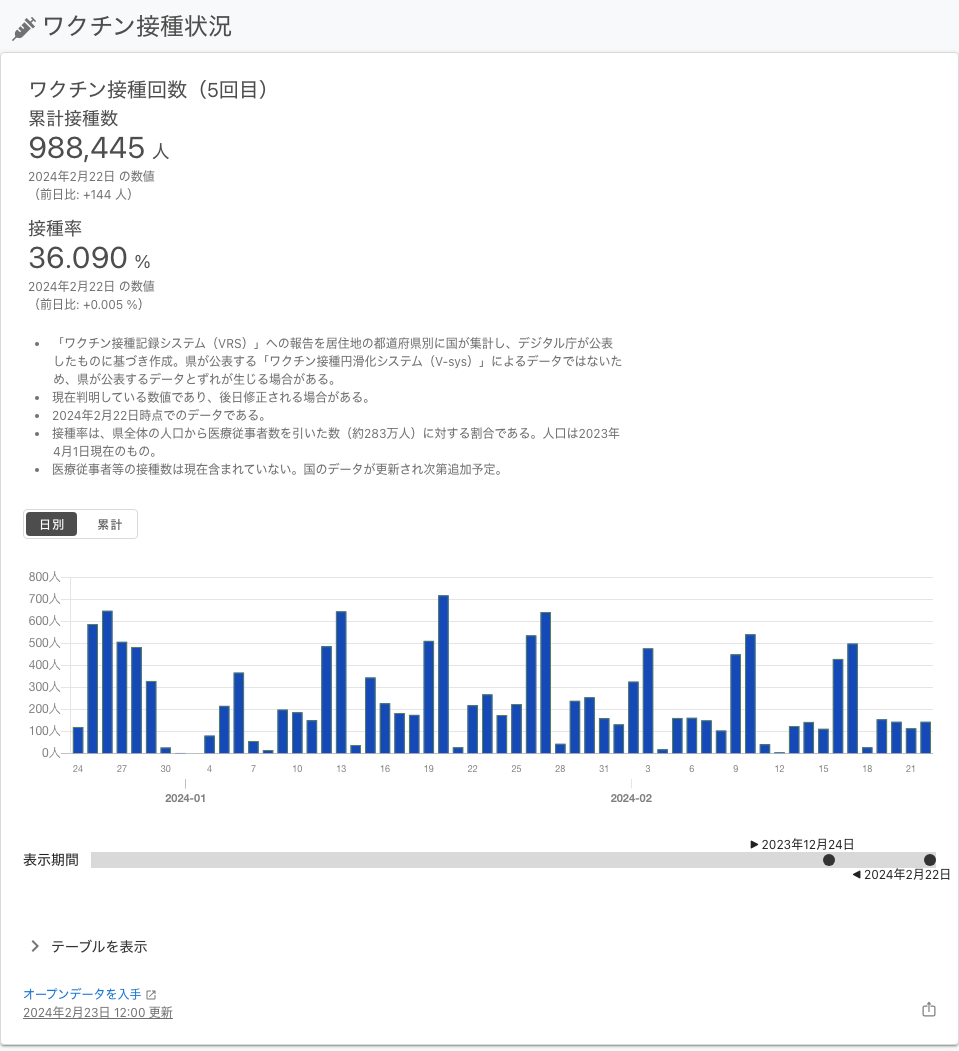 ワクチン接種状況
ワクチン接種回数（5回目）
累計接種数
988,445 人
2024年2月22日 の数値
（前日比: +144 人）
接種率
36.090 %
2024年2月22日 の数値
（前日比: +0.005 %）
• 「ワクチン接種記録システム（VRS）」への報告を居住地の都道府県別に国が集計し、デジタル庁が公表
したものに基づき作成。県が公表する「ワクチン接種円滑化システム（V-sys）」によるデータではないた
め、県が公表するデータとずれが生じる場合がある。
• 現在判明している数値であり、後日修正される場合がある。
• 2024年2月22日時点でのデータである。
• 接種率は、県全体の人口から医療従事者数を引いた数（約283万人）に対する割合である。人口は2023年
4月1日現在のもの。
• 医療従事者等の接種数は現在含まれていない。国のデータが更新され次第追加予定。
日別 累計
800人
700人
600人
500人
400人
300人
200人
100人
0人
24 27 30 4 7 10 13 16 19 22 25 28 31 3 6 9 12 15 18 21
2024-01 2024-02
▶ 2023年12月24日
表示期間
◀ 2024年2月22日
テーブルを表示
オープンデータを入手
2024年2月23日 12:00 更新